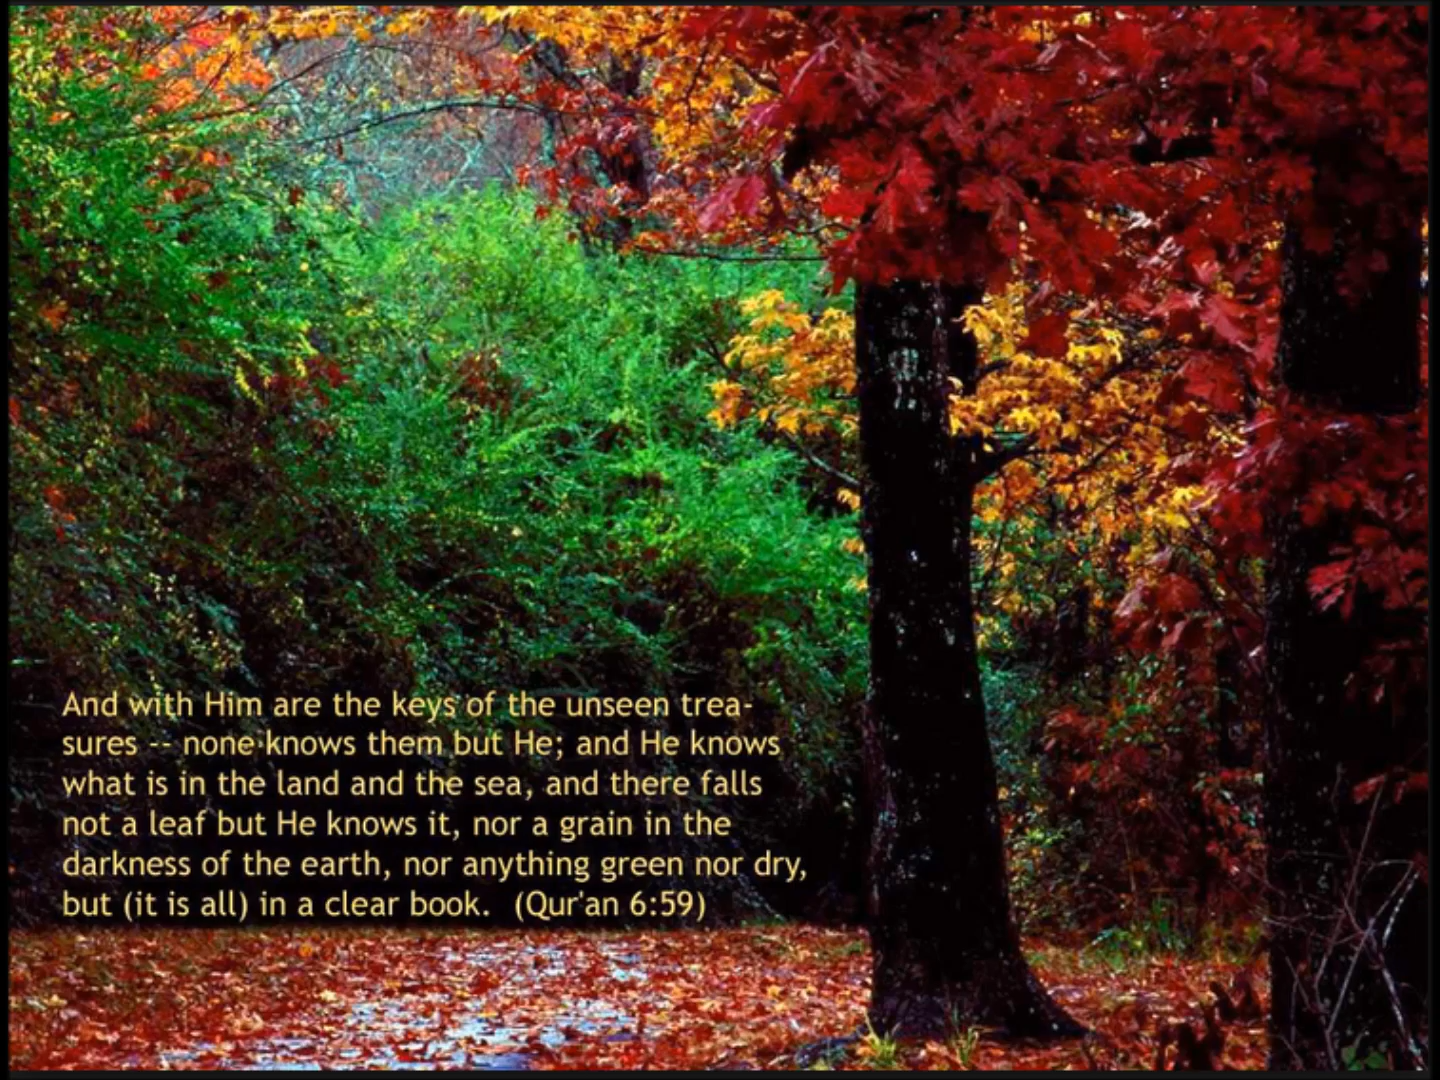 And with Him are the keys of the unseen trea-
sures -- none knows them but He; and He knows
what is in the land and the sea, and there falls
not a leaf but He knows it, nor a grain in the
darkness of the earth, nor anything green nor dry,
but (it is all) in a clear book. (Qur'an 6:59)